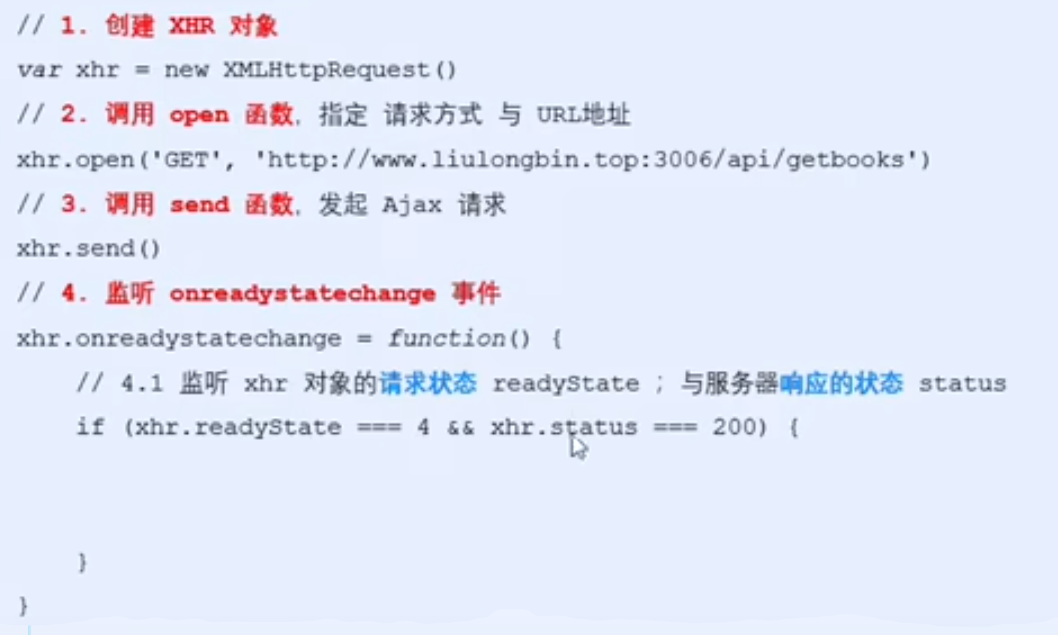 // 1. 创建 XHR 对象
var xhr = new XMLHttpRequest()
// 2. 调用 open 函数，指定 请求方式 与 URL地址
xhr.open('GET', 'http://www.liulongbin.top:3006/api/getbooks')
// 3. 调用 send 函数，发起 Ajax 请求
xhr.send()
// 4. 监听 onreadystatechange 事件
xhr.onreadystatechange = function() {
    // 4.1 监听 xhr 对象的请求状态 readyState ；与服务器响应的状态 status
    if (xhr.readyState === 4 && xhr.status === 200) {
    }
}